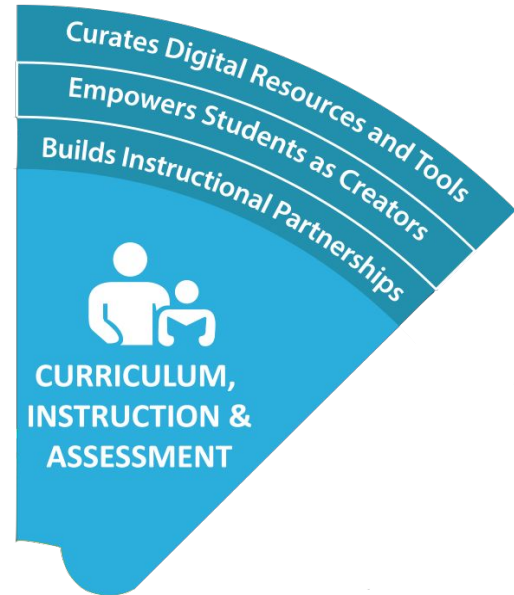 Curates Digital Resources and Tools
Empowers Students as Creators
Builds Instructional Partnerships
CURRICULUM,
INSTRUCTION &
ASSESSMENT